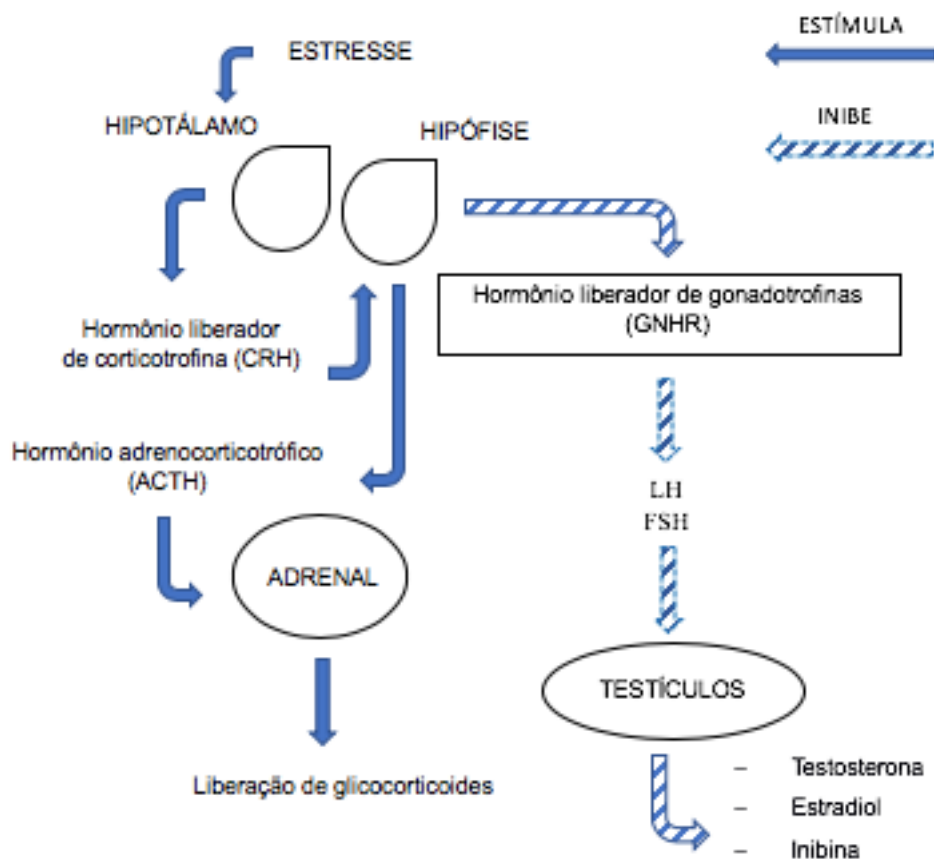 ESTÍMULA
ESTRESSE
INIBE
HIPOTÁLAMO
HIPÓFISE
Hormônio liberador de gonadotrofinas
(GNHR)
Hormônio liberador
de corticotrofina (CRH)
Hormônio adrenocorticotrófico
(ACTH)
LH
FSH
ADRENAL
TESTÍCULOS
Liberação de glicocorticoides
– Testosterona
– Estradiol
– Inibina